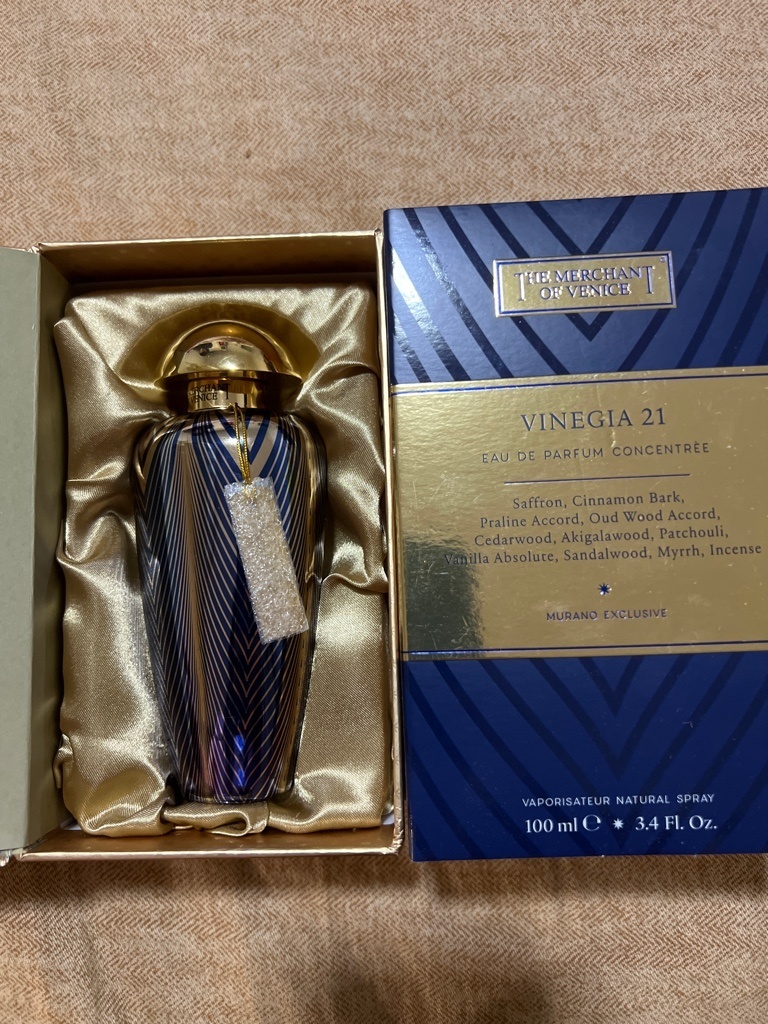 THE MERCHANT
OF VENICE
VINEGIA 21
EAU DE PARFUM CONCENTRÈE
Saffron, Cinnamon Bark,
Praline Accord, Oud Wood Accord,
Cedarwood, Akigalawood, Patchouli,
Vanilla Absolute, Sandalwood, Myrrh, Incense
MURANO EXCLUSIVE
VAPORISATEUR NATURAL SPRAY
100 ml ℮ ✷ 3.4 Fl. Oz.